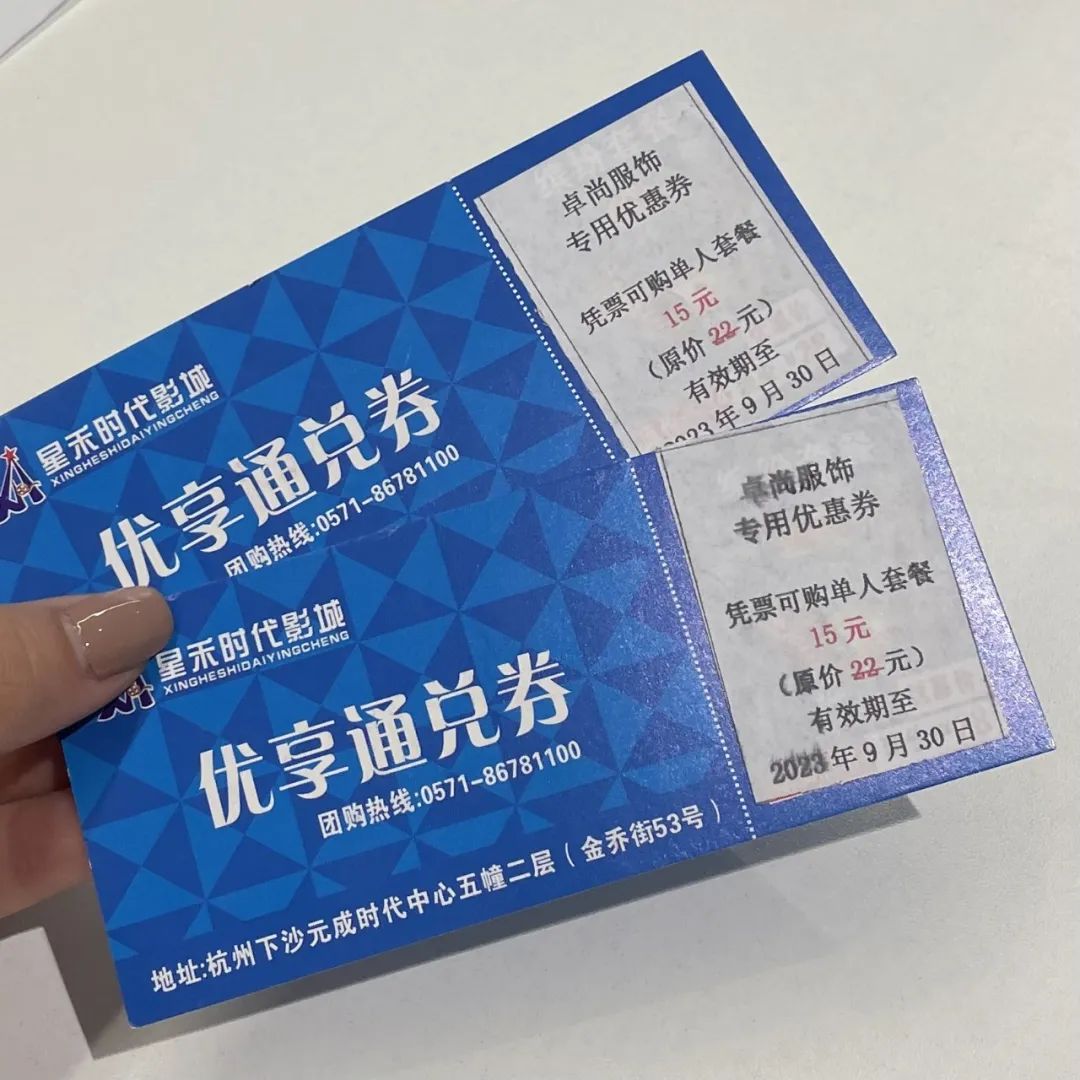 星禾时代影城
XINGHESHIDAIYINGCHENG
优享通兑券
团购热线:0571-86781100
卓尚服饰
专用优惠券
凭票可购单人套餐
15元
(原价22元)
有效期至
2023年9月30日
星禾时代影城
XINGHESHIDAIYINGCHENG
优享通兑券
团购热线:0571-86781100
地址:杭州下沙元成时代中心五幢二层(金乔街53号)
卓尚服饰
专用优惠券
凭票可购单人套餐
15元
(原价22元)
有效期至
2023年9月30日